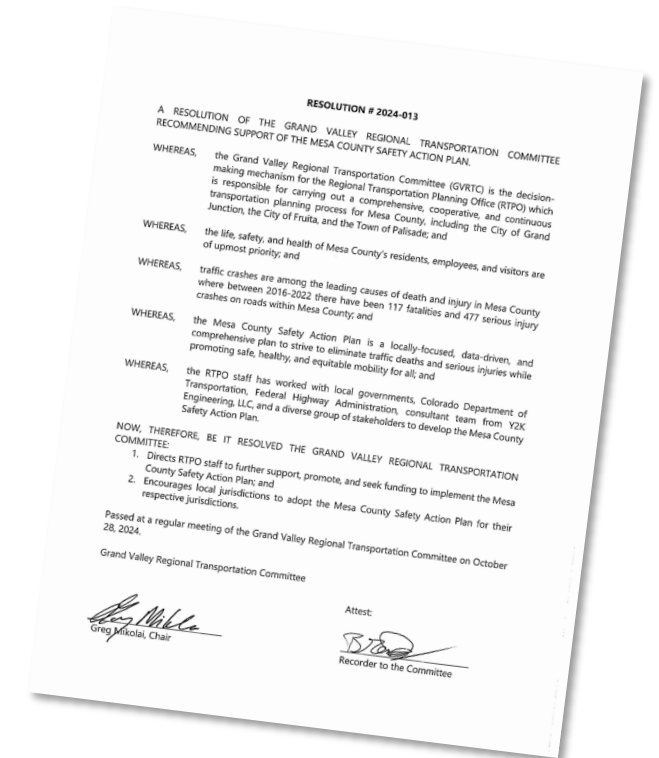 RESOLUTION # 2024-013
A RESOLUTION OF THE GRAND VALLEY REGIONAL TRANSPORTATION COMMITTEE
RECOMMENDING SUPPORT OF THE MESA COUNTY SAFETY ACTION PLAN.
WHEREAS, the Grand Valley Regional Transportation Committee (GVRTC) is the decision-
making mechanism for the Regional Transportation Planning Office (RTPO) which
is responsible for carrying out a comprehensive, cooperative, and continuous
transportation planning process for Mesa County, including the City of Grand
Junction, the City of Fruita, and the Town of Palisade; and
WHEREAS, the life, safety, and health of Mesa County's residents, employees, and visitors are
of upmost priority; and
WHEREAS, traffic crashes are among the leading causes of death and injury in Mesa County
where between 2016-2022 there have been 117 fatalities and 477 serious injury
crashes on roads within Mesa County; and
WHEREAS, the Mesa County Safety Action Plan is a locally-focused, data-driven, and
comprehensive plan to strive to eliminate traffic deaths and serious injuries while
promoting safe, healthy, and equitable mobility for all; and
WHEREAS, the RTPO staff has worked with local governments, Colorado Department of
Transportation, Federal Highway Administration, consultant team from Y2K
Engineering, LLC, and a diverse group of stakeholders to develop the Mesa County
Safety Action Plan.
NOW, THEREFORE, BE IT RESOLVED THE GRAND VALLEY REGIONAL TRANSPORTATION
COMMITTEE:
1. Directs RTPO staff to further support, promote, and seek funding to implement the Mesa
County Safety Action Plan; and
2. Encourages local jurisdictions to adopt the Mesa County Safety Action Plan for their
respective jurisdictions.
Passed at a regular meeting of the Grand Valley Regional Transportation Committee on October
28, 2024.
Grand Valley Regional Transportation Committee
Attest:
Greg Mikolai, Chair
Recorder to the Committee